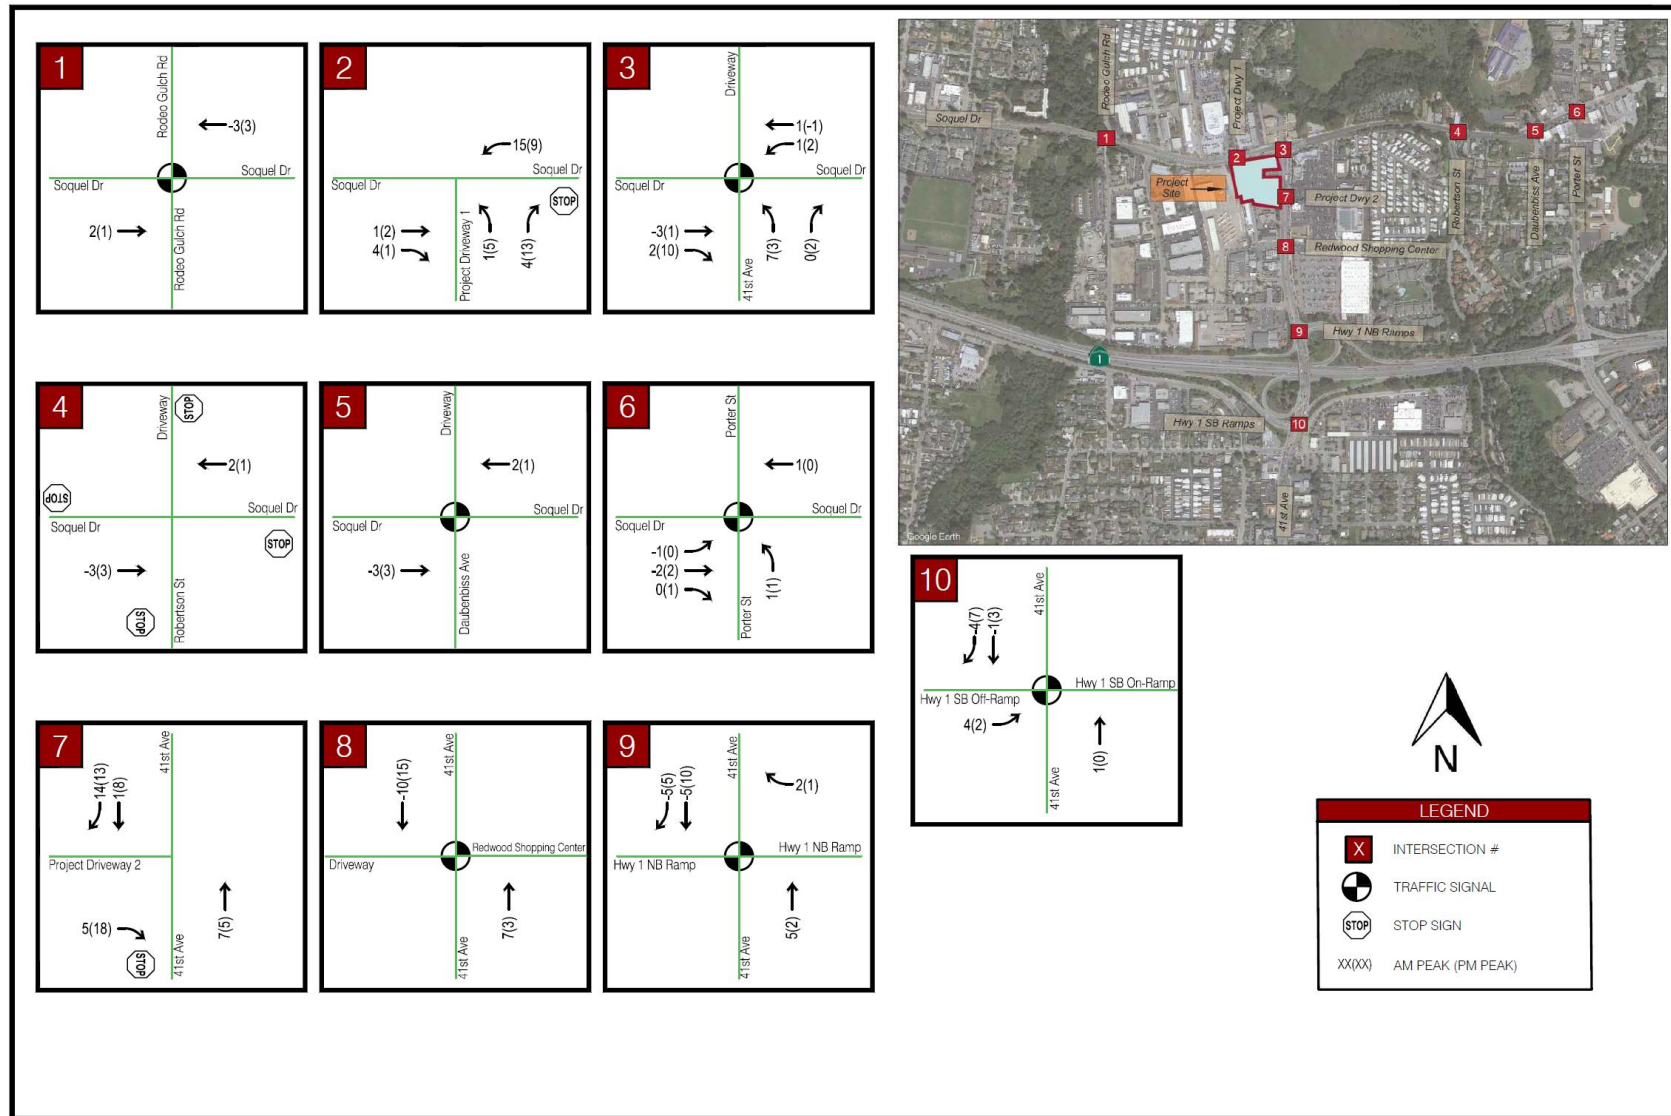 1
Rodeo Gulch Rd
-3(3)
Soquel Dr
Soquel Dr
2(1)
Rodeo Gulch Rd
2
15(9)
Soquel Dr
Soquel Dr
STOP
1(2)
4(1)
Project Driveway 1
1(5)
4(13)
3
Driveway
1(-1)
1(2)
Soquel Dr
Soquel Dr
-3(1)
2(10)
41st Ave
7(3)
0(2)
Soquel Dr
Rodeo Gulch Rd
Project Dwy 1
1
2
3
4
5
6
7
8
9
10
Project
Site
Project Dwy 2
Redwood Shopping Center
Robertson St
Daubenbiss Ave
Porter St
Hwy 1 NB Ramps
1
Hwy 1 SB Ramps
41st Ave
Google Earth
4
Driveway
STOP
2(1)
STOP
Soquel Dr
Soquel Dr
STOP
-3(3)
STOP
Robertson St
5
Driveway
2(1)
Soquel Dr
Soquel Dr
-3(3)
Daubenbiss Ave
6
Porter St
1(0)
Soquel Dr
Soquel Dr
-1(0)
-2(2)
0(1)
Porter St
1(1)
10
-4(7)
-1(3)
41st Ave
Hwy 1 SB On-Ramp
Hwy 1 SB Off-Ramp
4(2)
41st Ave
1(0)
7
14(13)
1(8)
41st Ave
Project Driveway 2
5(18)
STOP
41st Ave
7(5)
8
-10(15)
41st Ave
Redwood Shopping Center
Driveway
41st Ave
7(3)
9
-5(5)
-5(10)
41st Ave
2(1)
Hwy 1 NB Ramp
Hwy 1 NB Ramp
41st Ave
5(2)
N
LEGEND
X INTERSECTION #
TRAFFIC SIGNAL
STOP STOP SIGN
XX(XX) AM PEAK (PM PEAK)